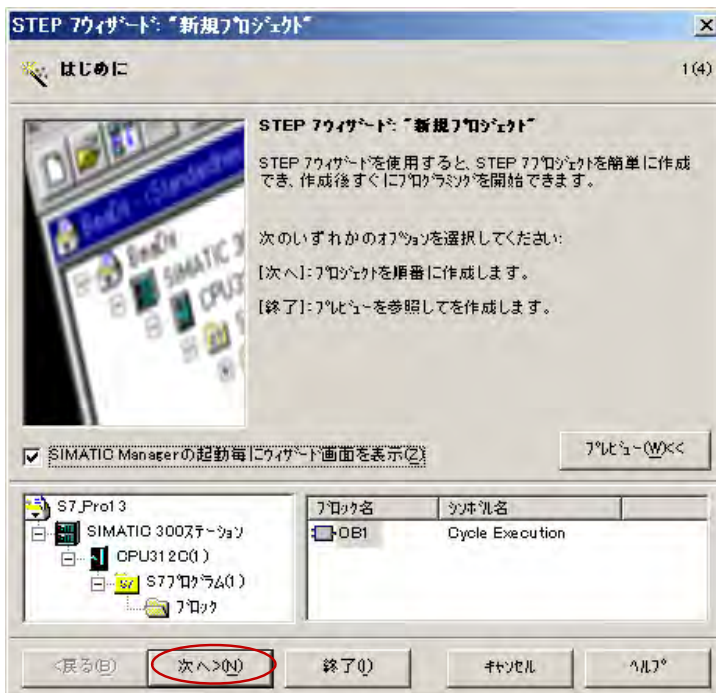 STEP 7ウィザード: "新規プロジェクト"
はじめに
1(4)
STEP 7ウィザード: "新規プロジェクト"
STEP 7ウィザードを使用すると、STEP 7プロジェクトを簡単に作成
でき、作成後すぐにプログラミングを開始できます。
次のいずれかのオプションを選択してください:
[次へ]:プロジェクトを順番に作成します。
[終了]:プレビューを参照してを作成します。
SIMATIC Managerの起動毎にウィザード画面を表示(Z)
プレビュー(W)<<
S7_Pro13
SIMATIC 300ステーション
CPU312C(1)
S7プログラム(1)
ブロック
ブロック名 シンボル名
OB1 Cycle Execution
<戻る(B) 次へ>(N) 終了() キャンセル ヘルプ